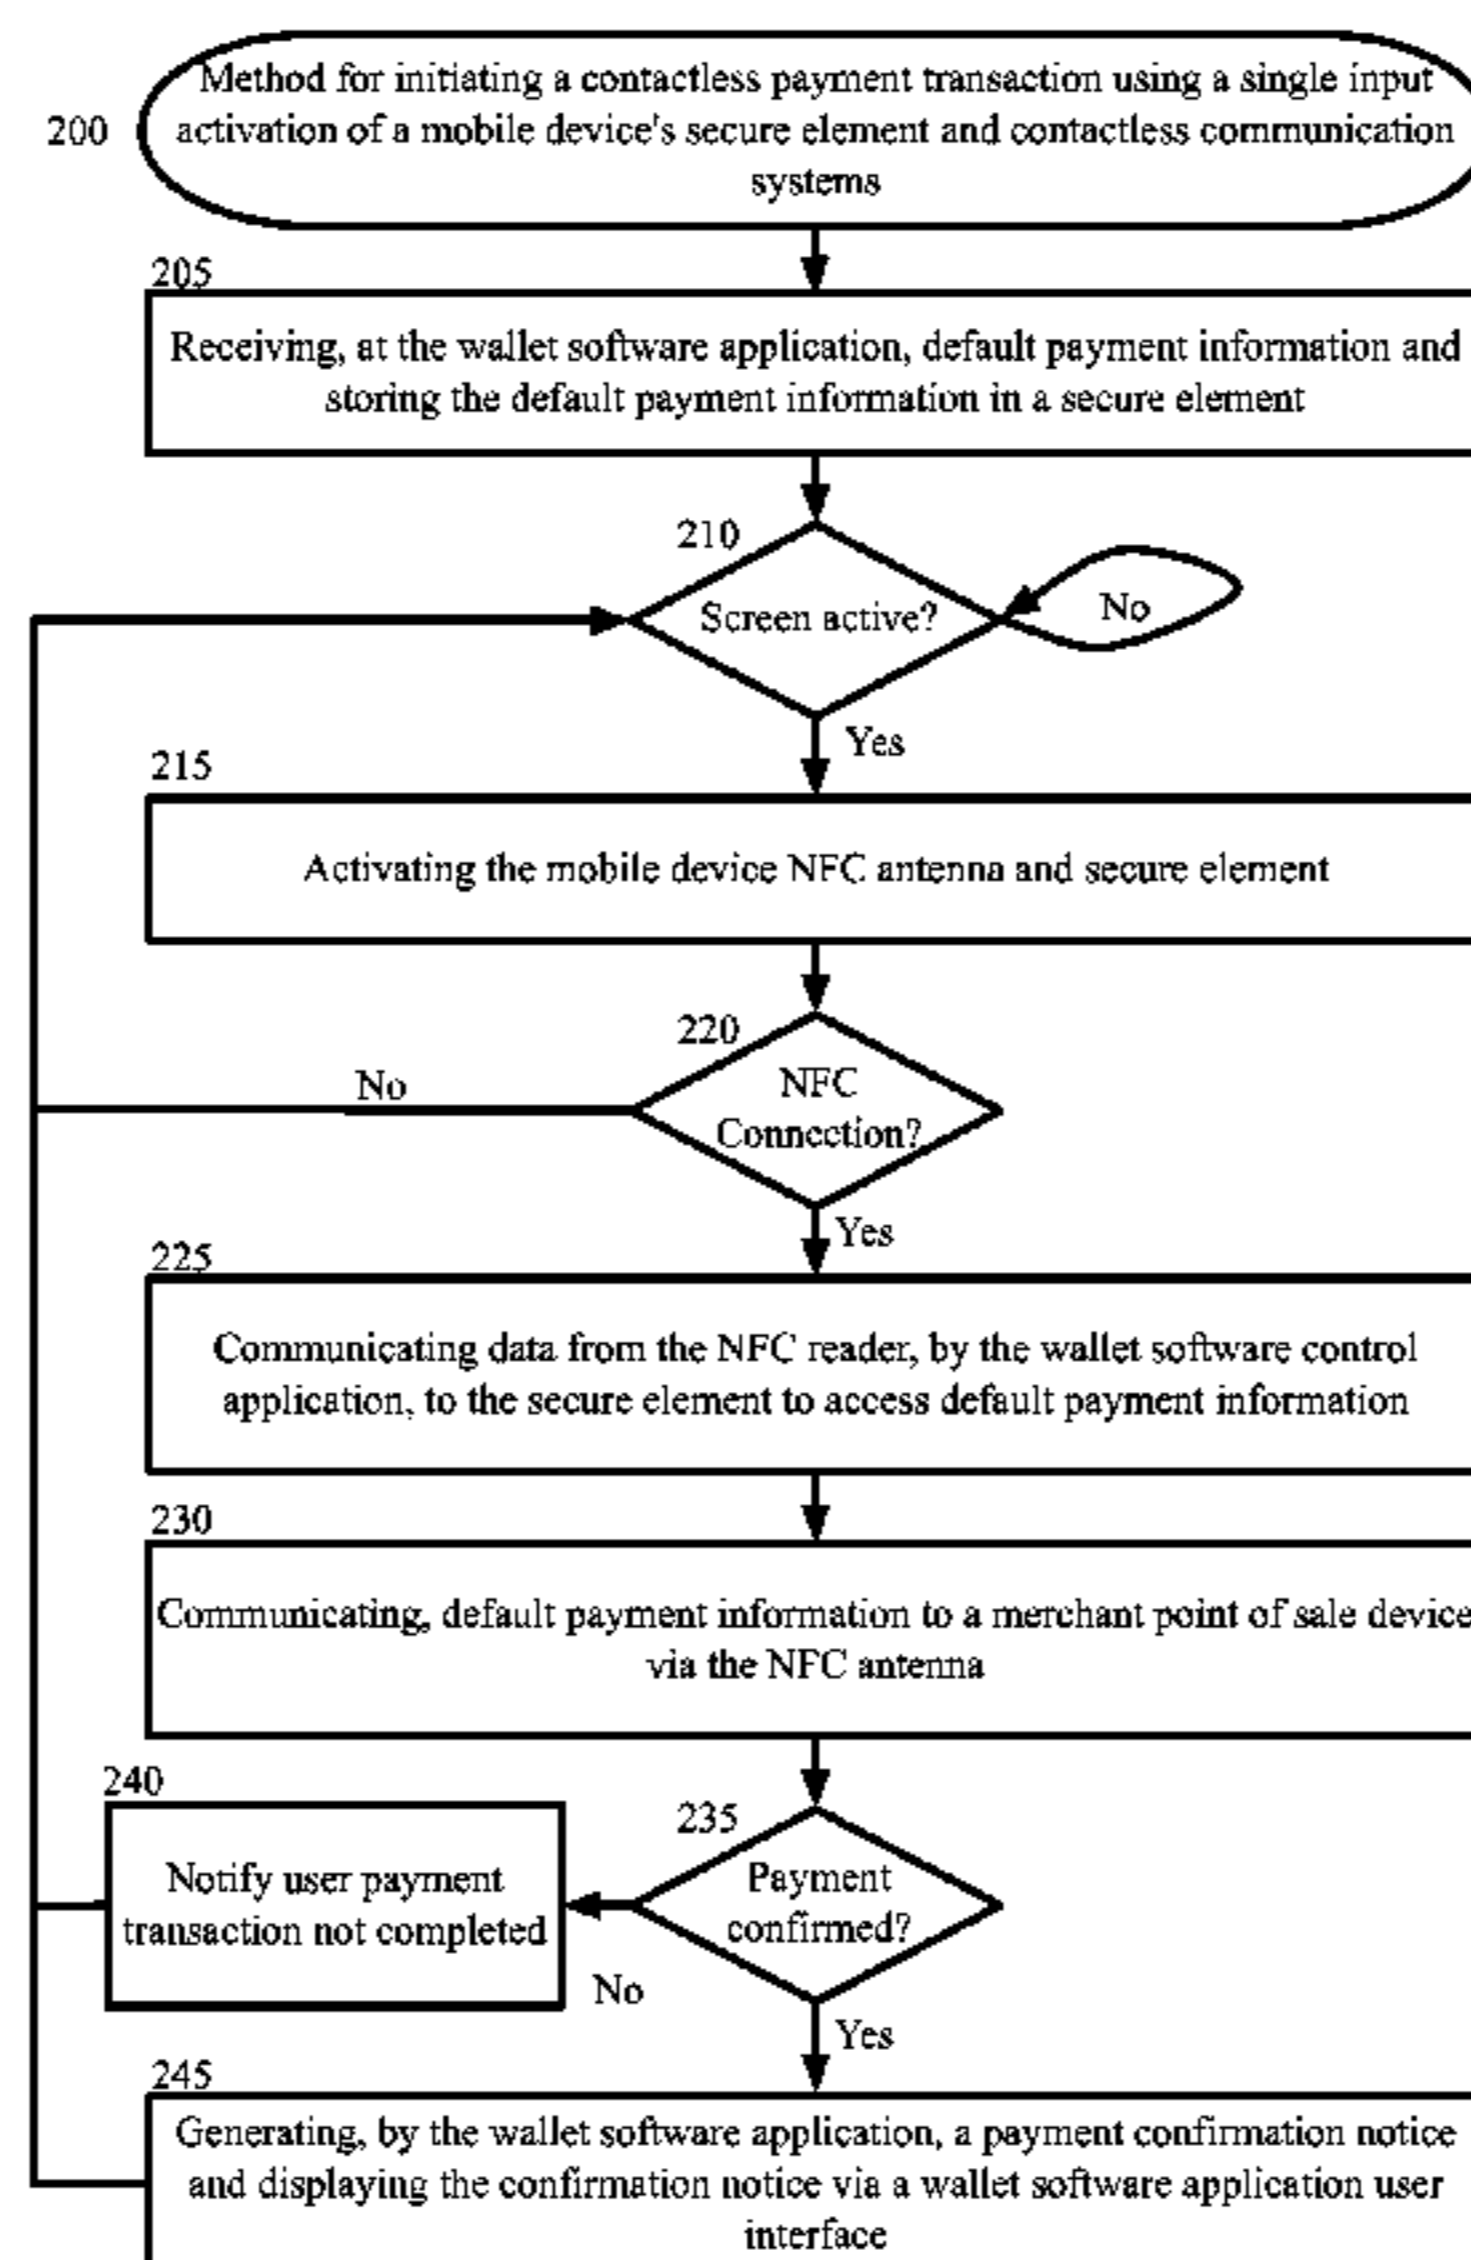 Method for initiating a contactless payment transaction using a single input
200
activation of a mobile device's secure element and contactless communication
systems
205
Receiving, at the wallet software application, default payment information and
storing the default payment information in a secure element
210
Screen active?
No
Yes
215
Activating the mobile device NFC antenna and secure element
220
NFC
Connection?
No
Yes
225
Communicating data from the NFC reader, by the wallet software control
application, to the secure element to access default payment information
230
Communicating, default payment information to a merchant point of sale device
via the NFC antenna
235
Payment
confirmed?
No
240
Notify user payment
transaction not completed
Yes
245
Generating, by the wallet software application, a payment confirmation notice
and displaying the confirmation notice via a wallet software application user
interface